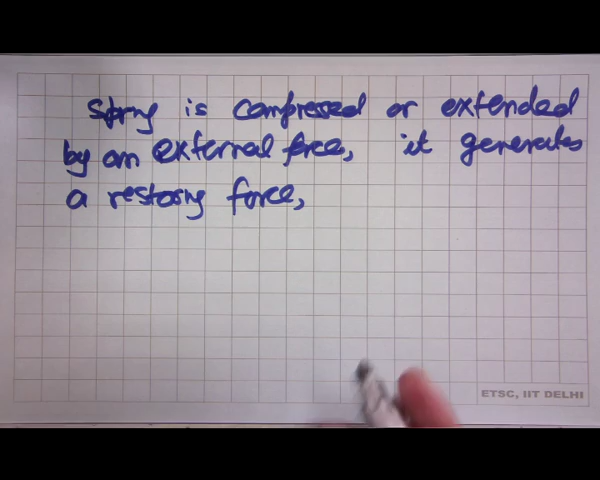 Spring is compressed or extended
by an external force, it generates
a restoring force,
ETSC, IIT DELHI